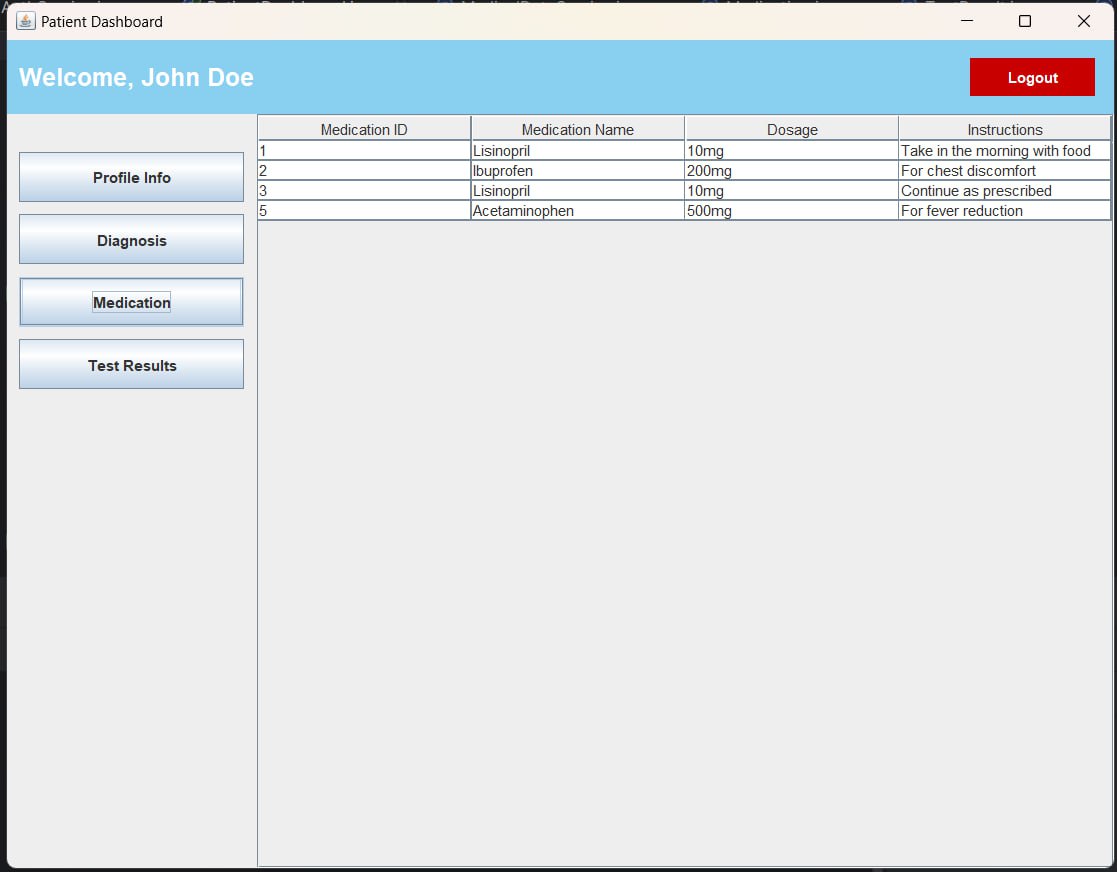 Patient Dashboard
Welcome, John Doe
Logout
Profile Info
Diagnosis
Medication
Test Results
Medication ID Medication Name Dosage Instructions
1 Lisinopril 10mg Take in the morning with food
2 Ibuprofen 200mg For chest discomfort
3 Lisinopril 10mg Continue as prescribed
5 Acetaminophen 500mg For fever reduction